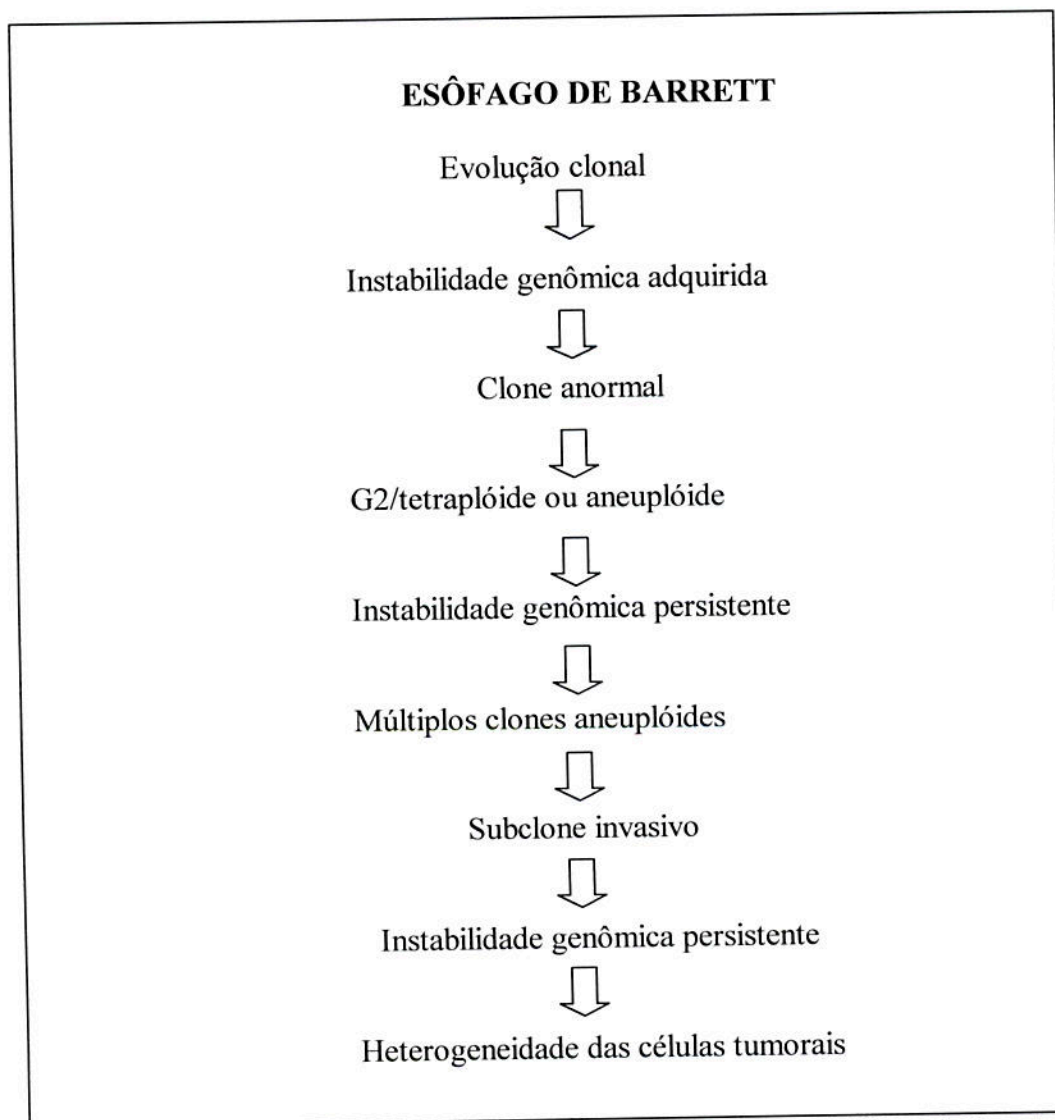 ESÔFAGO DE BARRETT
Evolução clonal
Instabilidade genômica adquirida
Clone anormal
G2/tetraplóide ou aneuplóide
Instabilidade genômica persistente
Múltiplos clones aneuplóides
Subclone invasivo
Instabilidade genômica persistente
Heterogeneidade das células tumorais